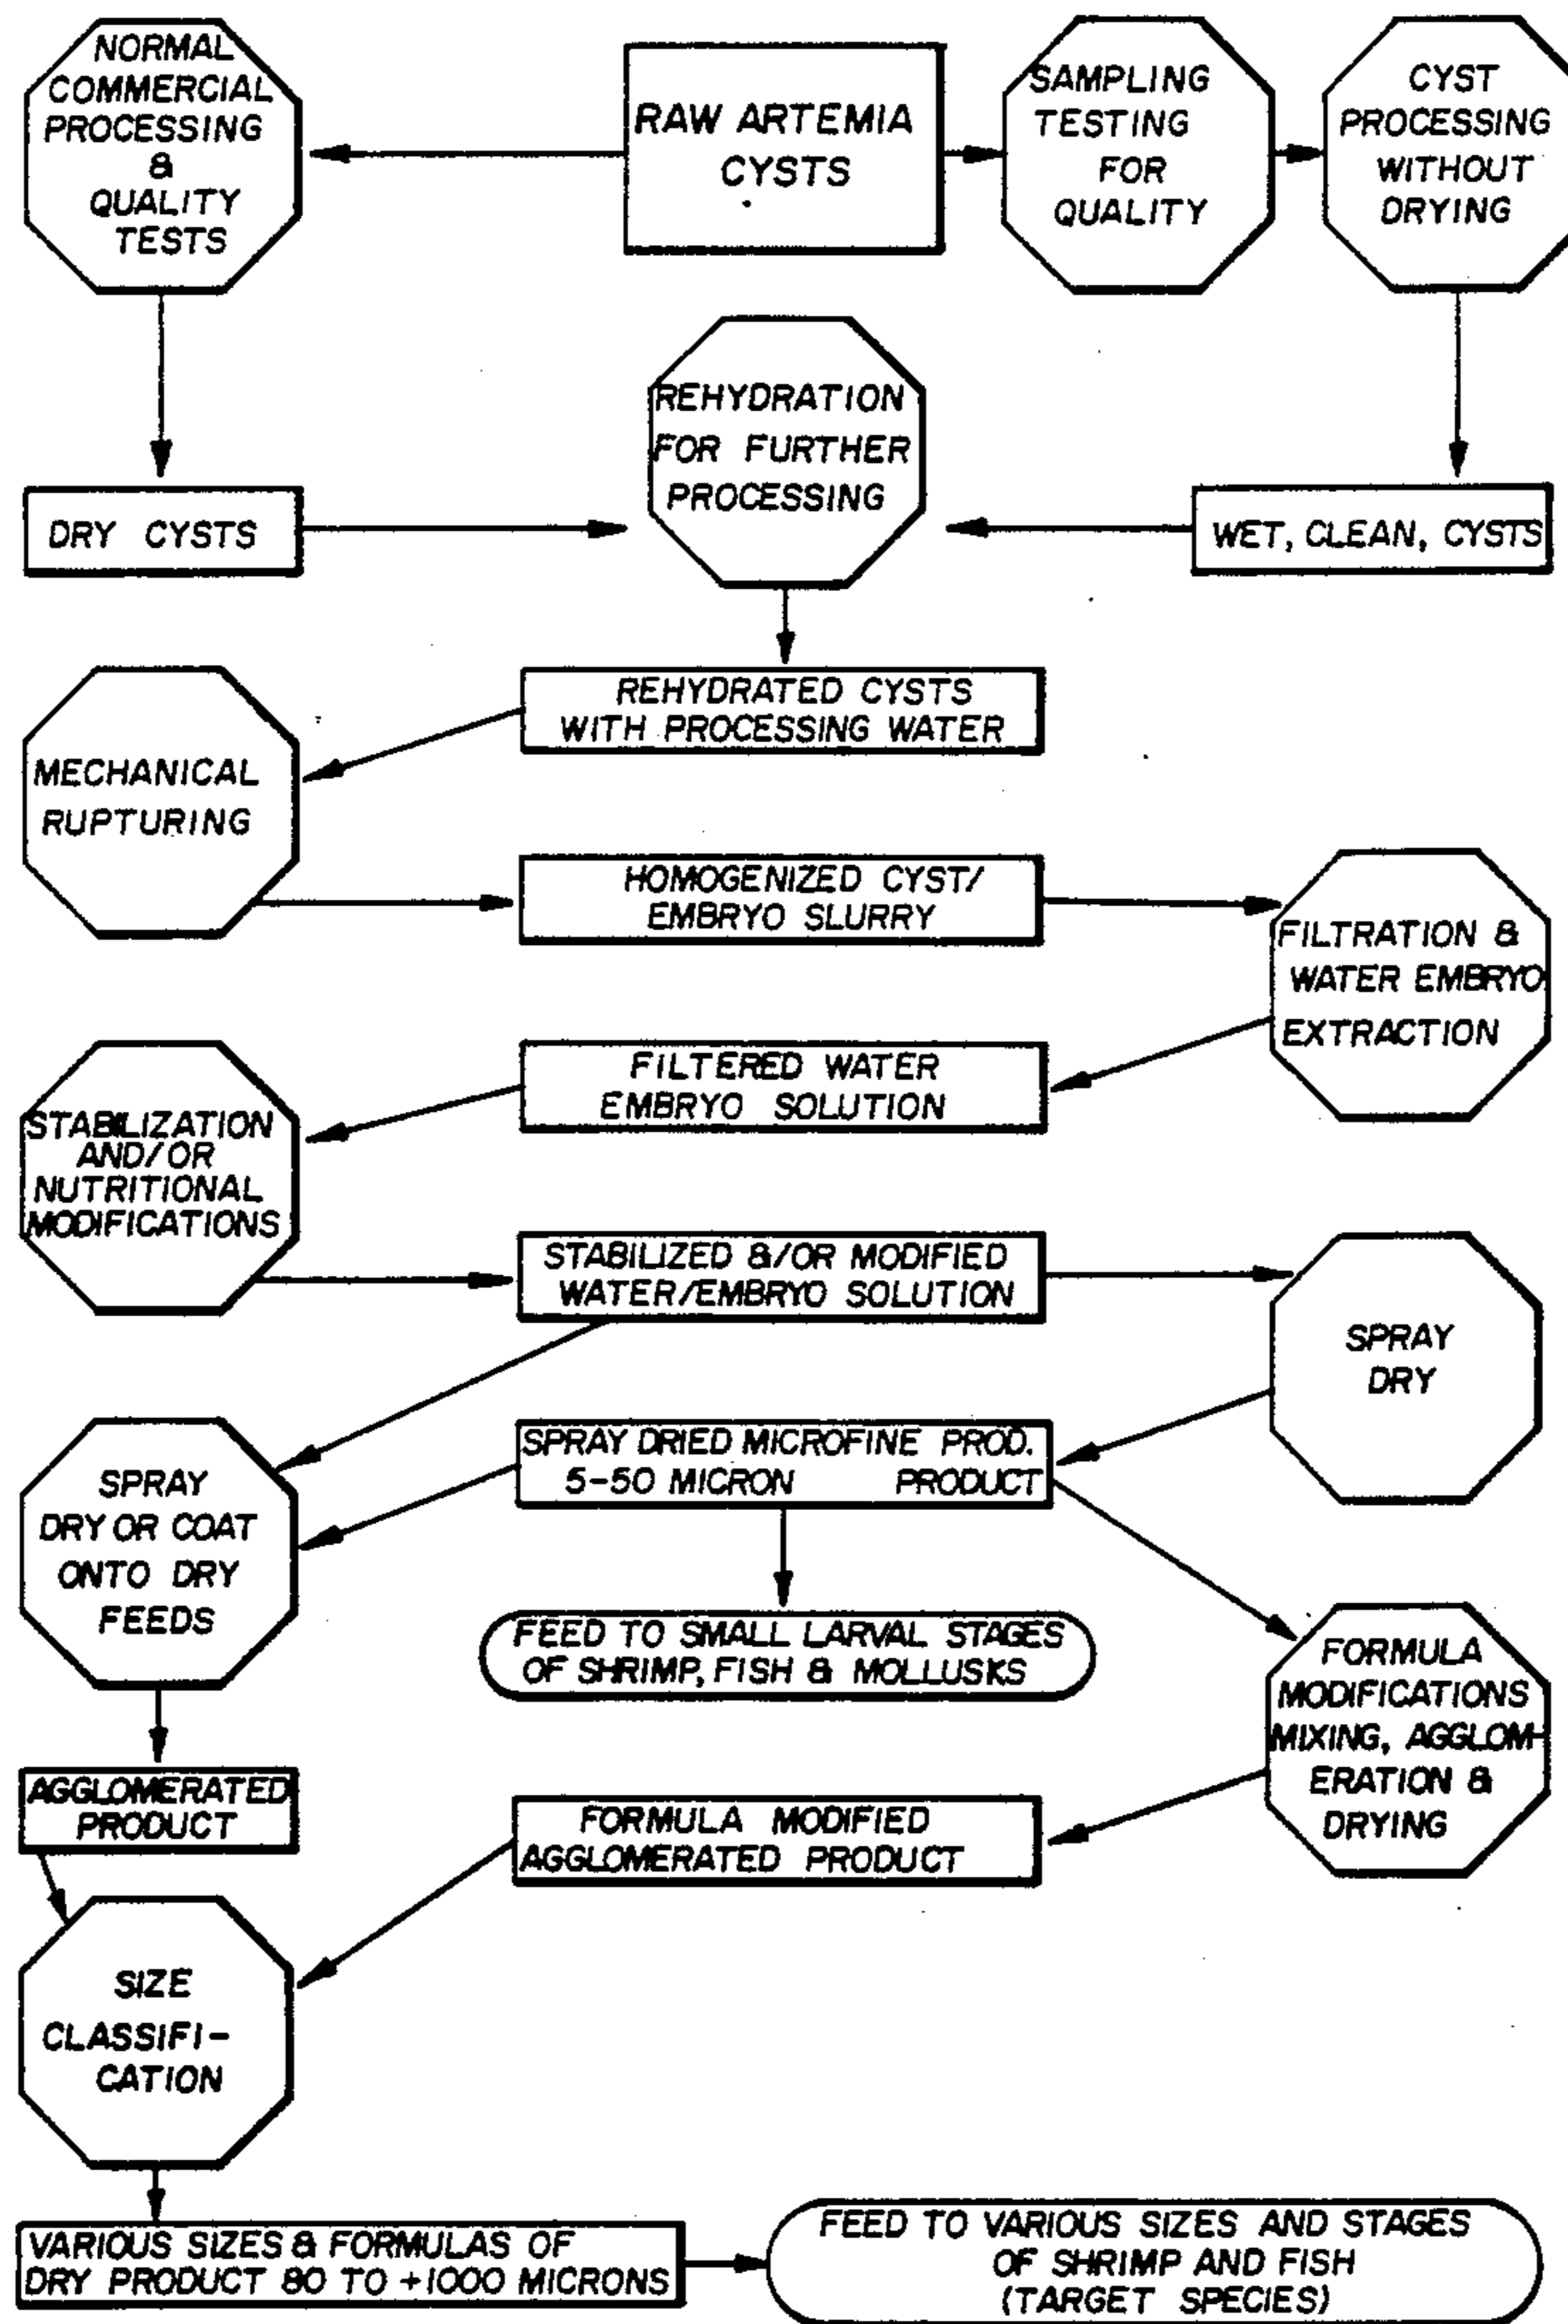 NORMAL
COMMERCIAL
PROCESSING
&
QUALITY
TESTS
RAW ARTEMIA
CYSTS
SAMPLING
TESTING
FOR
QUALITY
CYST
PROCESSING
WITHOUT
DRYING
REHYDRATION
FOR FURTHER
PROCESSING
DRY CYSTS
WET, CLEAN, CYSTS
REHYDRATED CYSTS
WITH PROCESSING WATER
MECHANICAL
RUPTURING
HOMOGENIZED CYST/
EMBRYO SLURRY
FILTRATION &
WATER EMBRYO
EXTRACTION
FILTERED WATER
EMBRYO SOLUTION
STABILIZATION
AND/OR
NUTRITIONAL
MODIFICATIONS
STABILIZED &/OR MODIFIED
WATER/EMBRYO SOLUTION
SPRAY
DRY
SPRAY DRIED MICROFINE PROD.
5-50 MICRON PRODUCT
SPRAY
DRY OR COAT
ONTO DRY
FEEDS
FEED TO SMALL LARVAL STAGES
OF SHRIMP, FISH & MOLLUSKS
FORMULA
MODIFICATIONS
MIXING, AGGLOM-
ERATION &
DRYING
AGGLOMERATED
PRODUCT
FORMULA MODIFIED
AGGLOMERATED PRODUCT
SIZE
CLASSIFI-
CATION
VARIOUS SIZES & FORMULAS OF
DRY PRODUCT 80 TO +1000 MICRONS
FEED TO VARIOUS SIZES AND STAGES
OF SHRIMP AND FISH
(TARGET SPECIES)